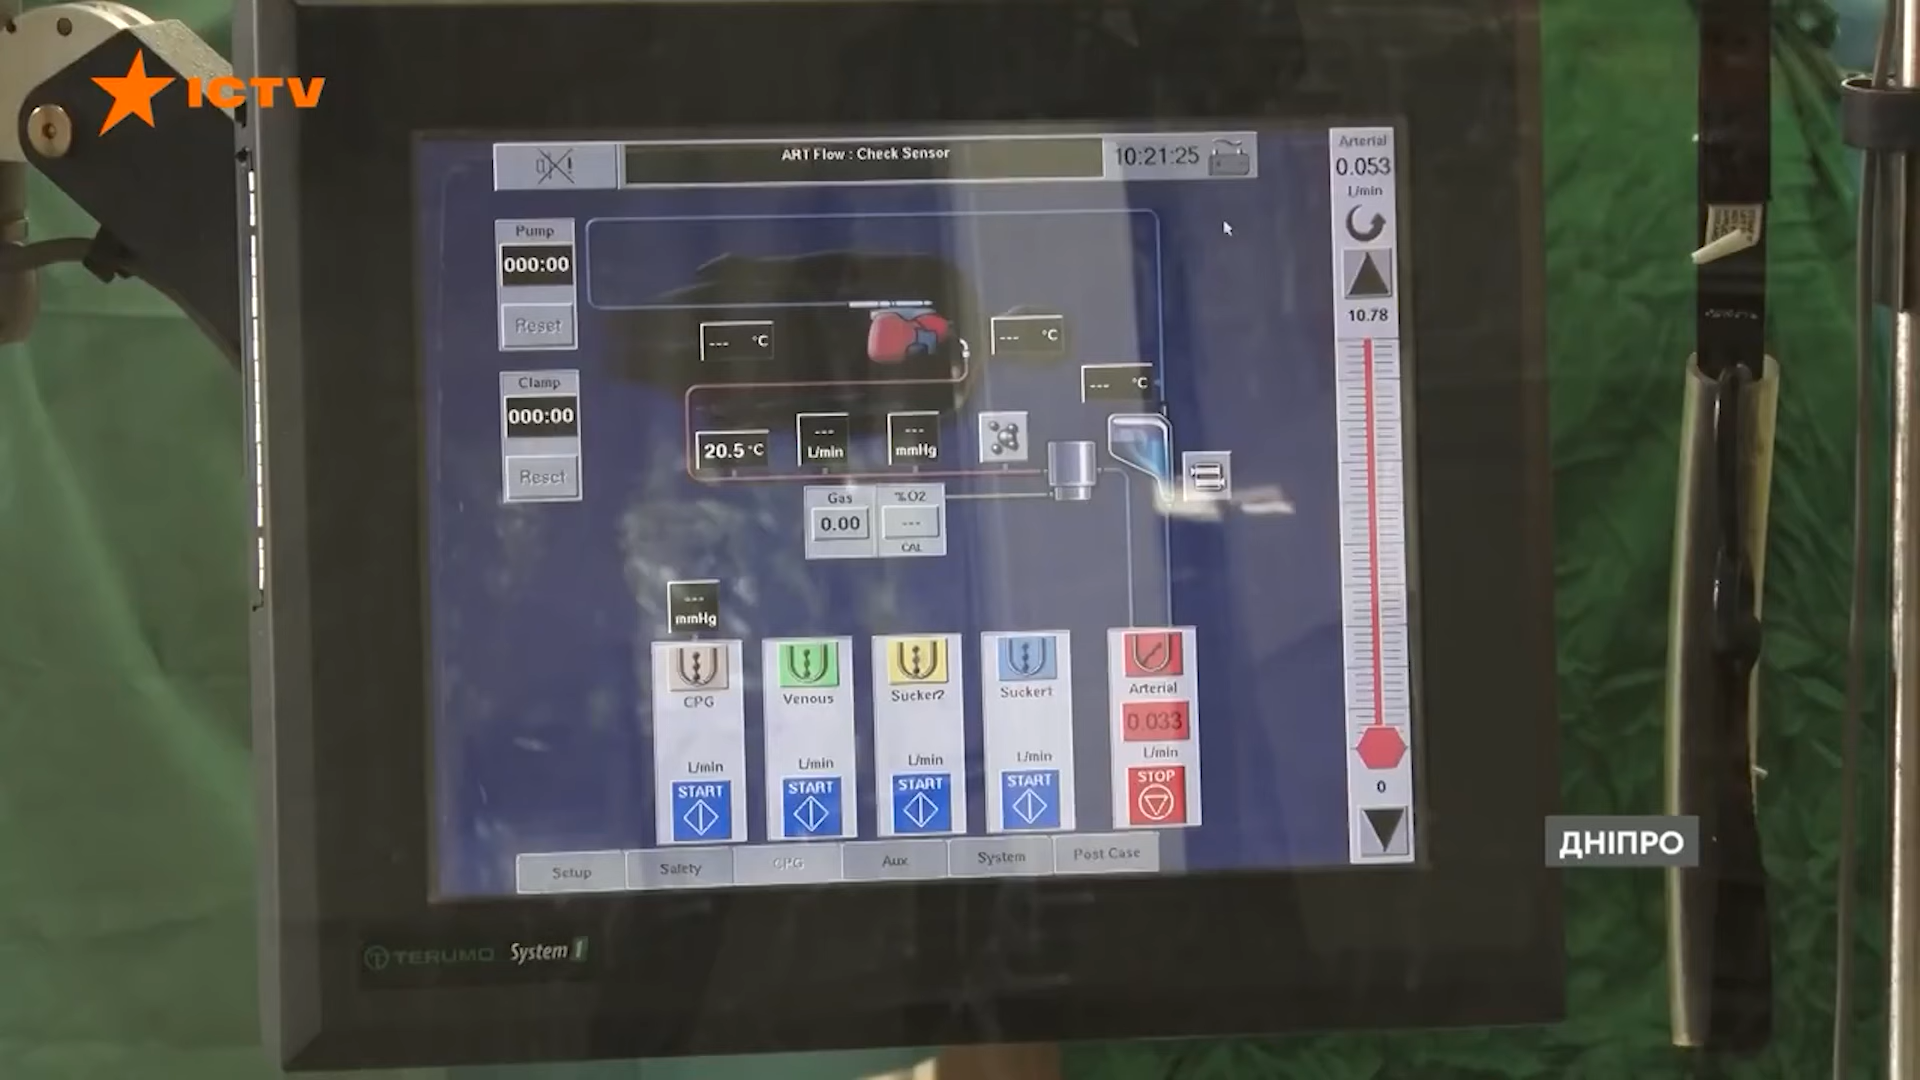 ICTV
ART Flow : Check Sensor
10:21:25
Arterial
0.053
L/min
10.78
0
Pump
000:00
Reset
Clamp
000:00
Reset
--- °C
--- °C
--- °C
20.5 °C
--- L/min
--- mmHg
Gas
0.00
%O2
---
CAL
---
mmHg
CPG
L/min
START
Venous
L/min
START
Sucker2
L/min
START
Sucker1
L/min
START
Arterial
0.033
L/min
STOP
Setup
Safety
CPG
Aux
System
Post Case
ДНІПРО
TERUMO System 1